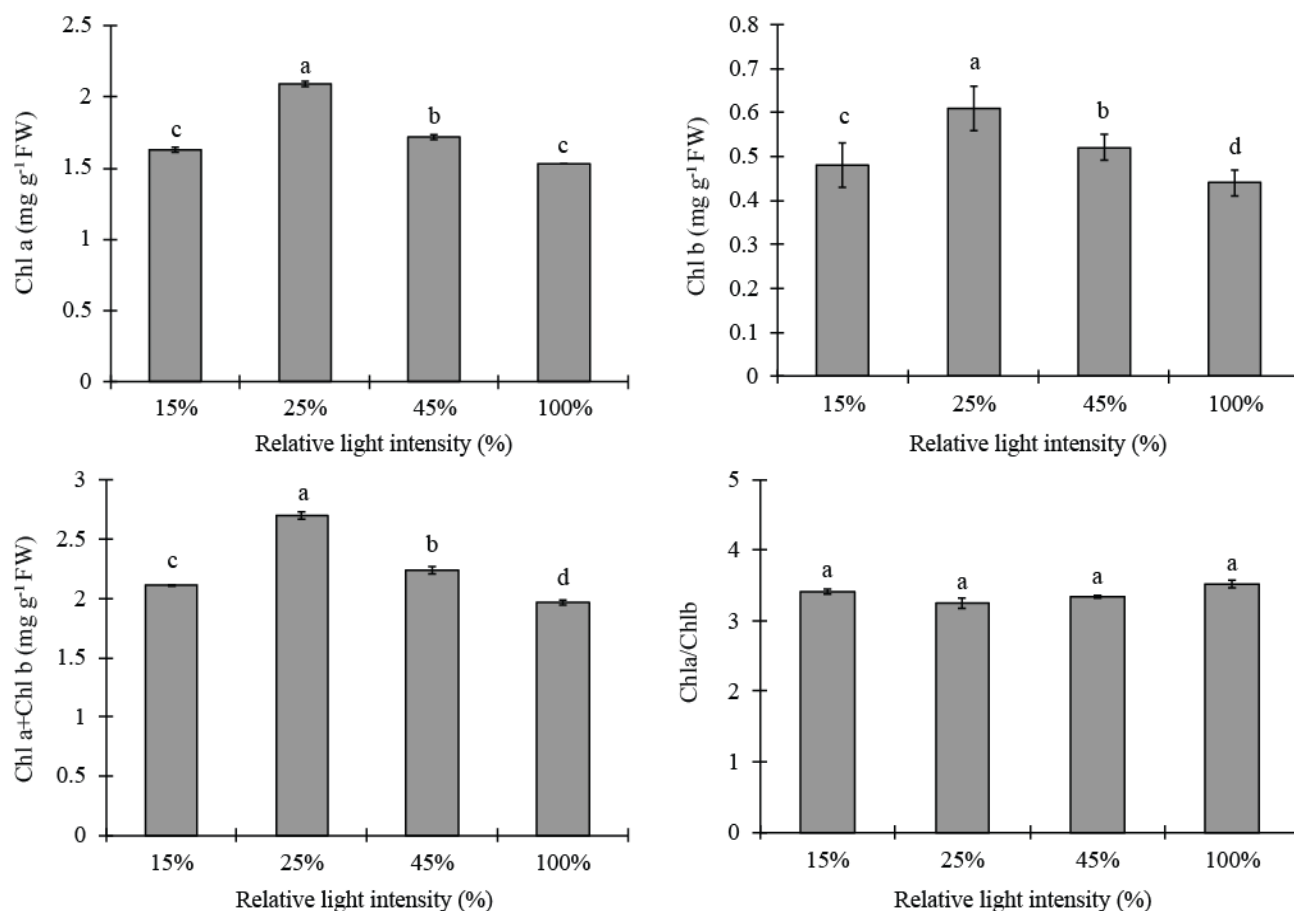 Chl a (mg g⁻¹ FW)
2.5
2
1.5
1
0.5
0
c
a
b
c
15%
25%
45%
100%
Relative light intensity (%)
Chl b (mg g⁻¹ FW)
0.8
0.7
0.6
0.5
0.4
0.3
0.2
0.1
0
c
a
b
d
15%
25%
45%
100%
Relative light intensity (%)
Chl a+Chl b (mg g⁻¹ FW)
3
2.5
2
1.5
1
0.5
0
c
a
b
d
15%
25%
45%
100%
Relative light intensity (%)
Chla/Chlb
5
4
3
2
1
0
a
a
a
a
15%
25%
45%
100%
Relative light intensity (%)